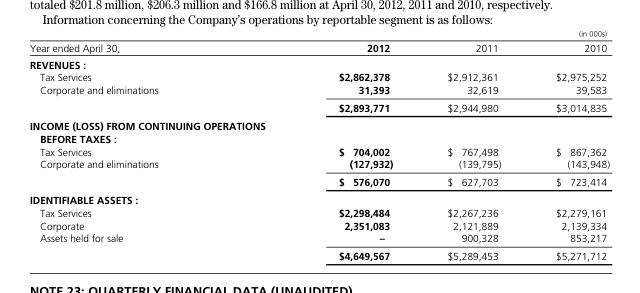 totaled $201.8 million, $206.3 million and $166.8 million at April 30, 2012, 2011 and 2010, respectively.
Information concerning the Company's operations by reportable segment is as follows:
(in 000s)
Year ended April 30, 2012 2011 2010
REVENUES :
Tax Services $2,862,378 $2,912,361 $2,975,252
Corporate and eliminations 31,393 32,619 39,583
$2,893,771 $2,944,980 $3,014,835
INCOME (LOSS) FROM CONTINUING OPERATIONS
BEFORE TAXES :
Tax Services $ 704,002 $ 767,498 $ 867,362
Corporate and eliminations (127,932) (139,795) (143,948)
$ 576,070 $ 627,703 $ 723,414
IDENTIFIABLE ASSETS :
Tax Services $2,298,484 $2,267,236 $2,279,161
Corporate 2,351,083 2,121,889 2,139,334
Assets held for sale – 900,328 853,217
$4,649,567 $5,289,453 $5,271,712
NOTE 23: QUARTERLY FINANCIAL DATA (UNAUDITED)